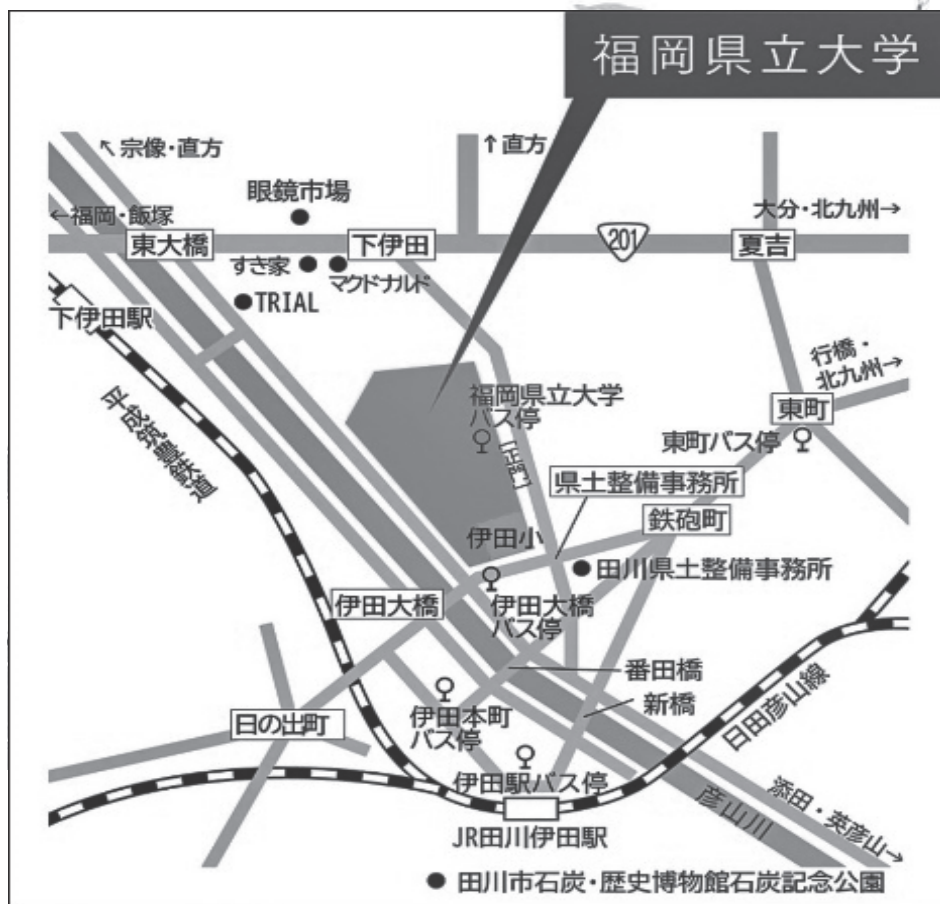 福岡県立大学
↖宗像・直方
↑直方
眼鏡市場
←福岡・飯塚
大分・北九州→
東大橋
下伊田
201
夏吉
すき家
マクドナルド
TRIAL
下伊田駅
行橋・
北九州→
福岡県立大学
バス停
東町
平成筑豊鉄道
[正門]
東町バス停
県土整備事務所
鉄砲町
伊田小
田川県土整備事務所
伊田大橋
伊田大橋
バス停
番田橋
新橋
日の出町
伊田本町
バス停
日田彦山線
伊田駅バス停
彦山川
添田・英彦山→
JR田川伊田駅
田川市石炭・歴史博物館石炭記念公園